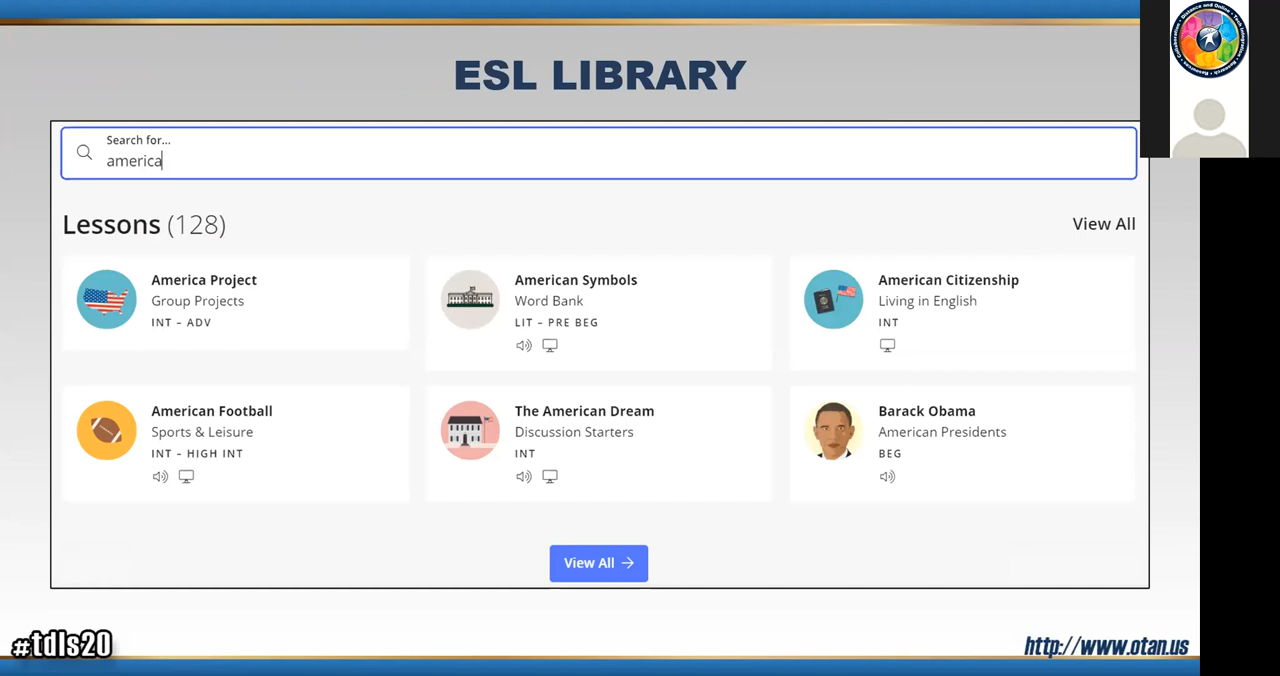 ESL LIBRARY
Search for...
america
Lessons (128)
View All
America Project
Group Projects
INT – ADV
American Symbols
Word Bank
LIT – PRE BEG
American Citizenship
Living in English
INT
American Football
Sports & Leisure
INT – HIGH INT
The American Dream
Discussion Starters
INT
Barack Obama
American Presidents
BEG
View All
#tdls20
http://www.otan.us